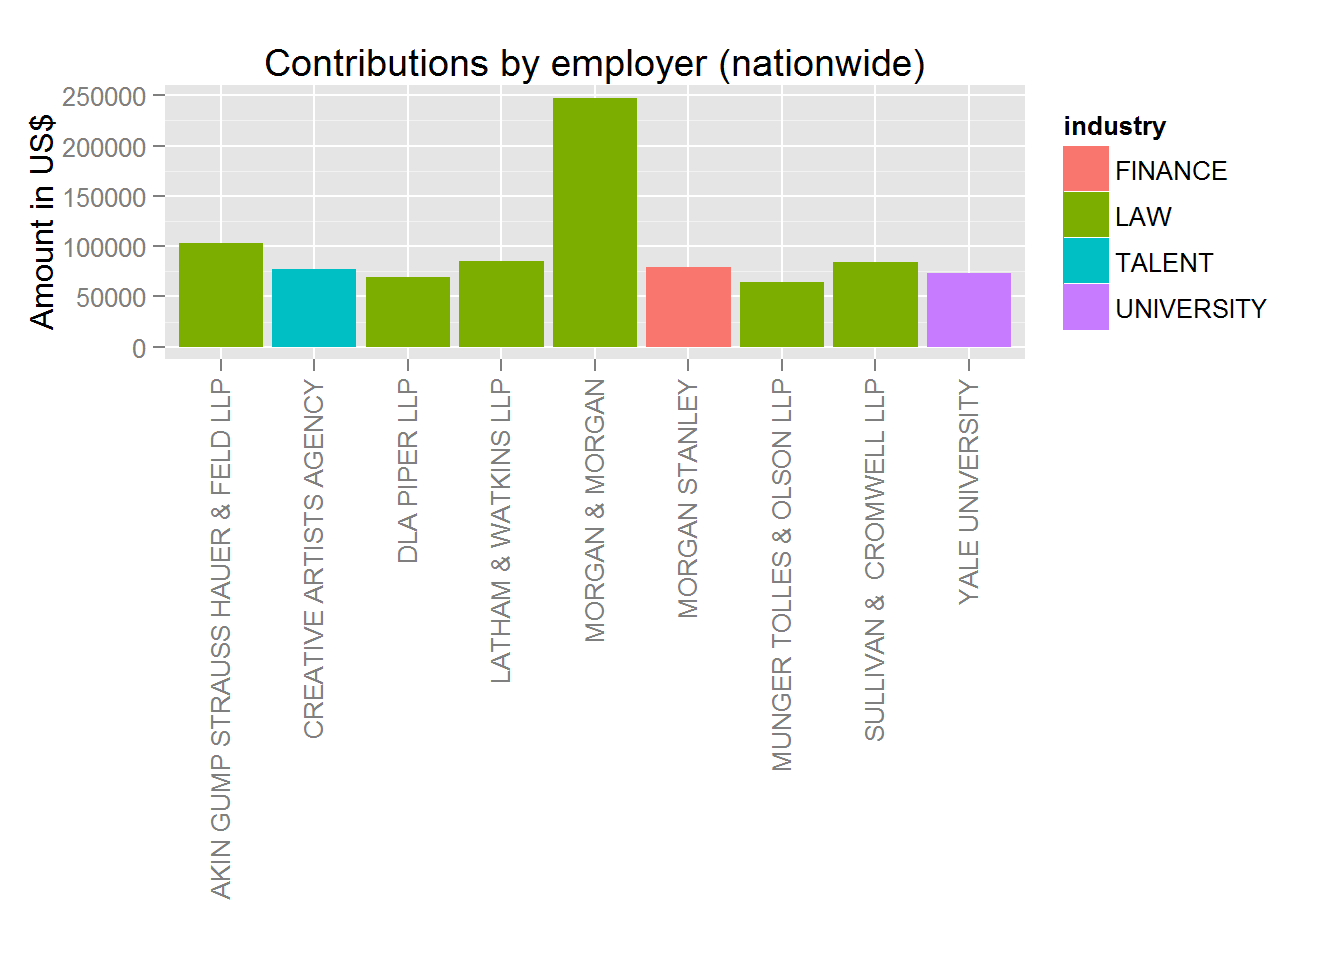 Contributions by employer (nationwide)
Amount in US$
250000
200000
150000
100000
50000
0
AKIN GUMP STRAUSS HAUER & FELD LLP
CREATIVE ARTISTS AGENCY
DLA PIPER LLP
LATHAM & WATKINS LLP
MORGAN & MORGAN
MORGAN STANLEY
MUNGER TOLLES & OLSON LLP
SULLIVAN &  CROMWELL LLP
YALE UNIVERSITY
industry
FINANCE
LAW
TALENT
UNIVERSITY